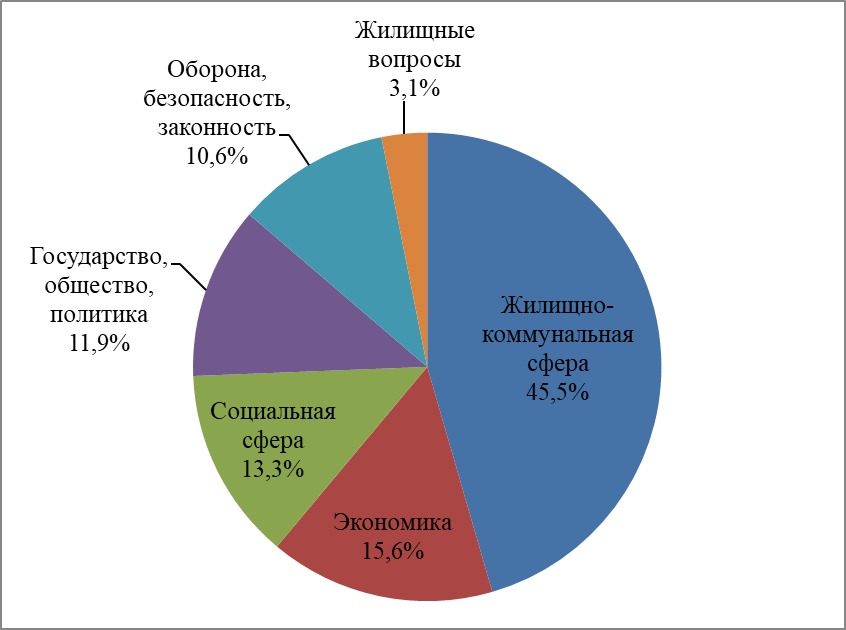 Жилищные
вопросы
3,1%
Оборона,
безопасность,
законность
10,6%
Государство,
общество,
политика
11,9%
Жилищно-
коммунальная
сфера
45,5%
Социальная
сфера
13,3%
Экономика
15,6%